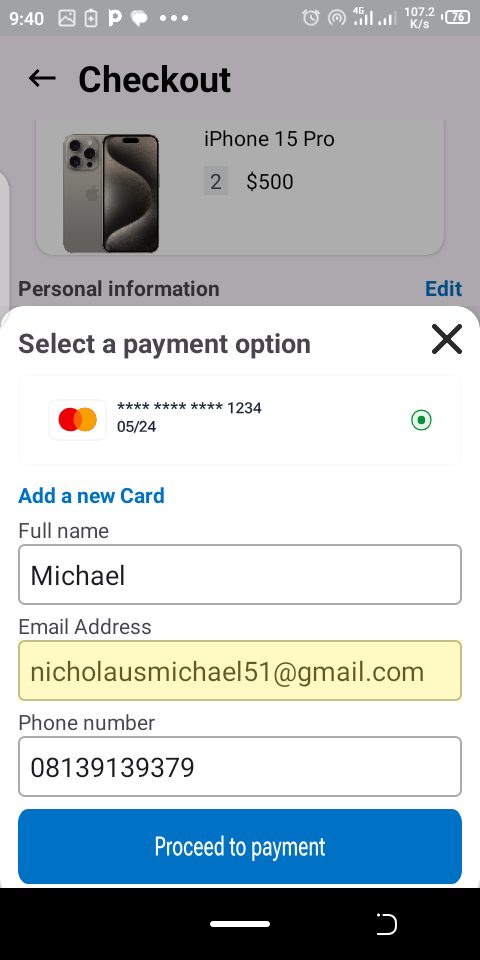 9:40 4G 107.2 K/s 76
Checkout
iPhone 15 Pro
2 $500
Personal information Edit
Select a payment option
**** **** **** 1234
05/24
Add a new Card
Full name
Michael
Email Address
nicholausmichael51@gmail.com
Phone number
08139139379
Proceed to payment